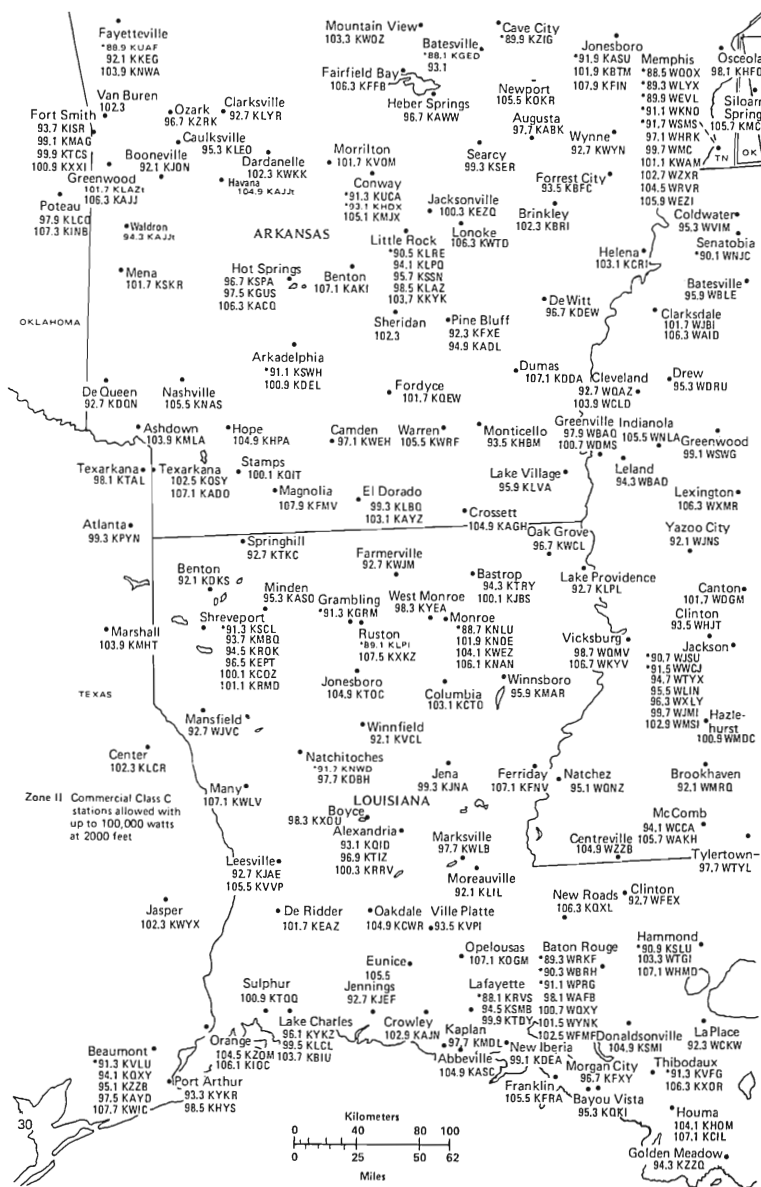 Fayetteville
*88.9 KUAF
92.1 KKEG
103.9 KNWA
Mountain View
103.3 KWOZ
Cave City
*89.9 KZIG
Batesville
*88.1 KGED
93.1
Jonesboro
*91.9 KASU
101.9 KBTM
107.9 KFIN
Memphis
*88.5 WQOX
*89.3 WLYX
*89.9 WEVL
*91.1 WKNO
*91.7 WSMS
97.1 WHRK
99.7 WMC
101.1 KWAM
102.7 WZXR
104.5 WRVR
105.9 WEZI
Osceola
98.1 KHFO
Siloam
Spring
105.7 KMC
TN
OK
Fairfield Bay
106.3 KFFB
Heber Springs
96.7 KAWW
Newport
105.5 KOKR
Van Buren
102.3
Fort Smith
93.7 KISR
99.1 KMAG
99.9 KTCS
100.9 KXXI
Ozark
96.7 KZRK
Clarksville
92.7 KLYR
Augusta
97.7 KABK
Wynne
92.7 KWYN
Caulksville
95.3 KLEO
Booneville
92.1 KJON
Dardanelle
102.3 KWKK
Morrilton
101.7 KVOM
Searcy
99.3 KSER
Greenwood
101.7 KLAZt
106.3 KAJJ
Havana
104.9 KAJJt
Conway
*91.3 KUCA
*93.1 KHDX
105.1 KMJX
Forrest City
93.5 KBFC
Poteau
97.9 KLCO
107.3 KINB
Jacksonville
100.3 KEZQ
Brinkley
102.3 KBRI
Coldwater
95.3 WVIM
Waldron
94.3 KAJJt
ARKANSAS
Lonoke
106.3 KWTD
Little Rock
*90.5 KLRE
94.1 KLPQ
95.7 KSSN
98.5 KLAZ
103.7 KKYK
Senatobia
*90.1 WNJC
Helena
103.1 KCRI
Mena
101.7 KSKR
Hot Springs
96.7 KSPA
97.5 KGUS
106.3 KACQ
Benton
107.1 KAKI
Batesville
95.9 WBLE
De Witt
96.7 KDEW
Clarksdale
101.7 WJBI
106.3 WAID
OKLAHOMA
Sheridan
102.3
Pine Bluff
92.3 KFXE
94.9 KADL
Arkadelphia
*91.1 KSWH
100.9 KDEL
Dumas
107.1 KDDA
De Queen
92.7 KDQN
Nashville
105.5 KNAS
Fordyce
101.7 KQEW
Cleveland
92.7 WQAZ
103.9 WCLD
Drew
95.3 WDRU
Ashdown
103.9 KMLA
Hope
104.9 KHPA
Camden
97.1 KWEH
Warren
105.5 KWRF
Monticello
93.5 KHBM
Greenville
97.9 WBAQ
100.7 WDMS
Indianola
105.5 WNLA
Greenwood
99.1 WSWG
Texarkana
98.1 KTAL
Texarkana
102.5 KOSY
107.1 KADO
Stamps
100.1 KQIT
Lake Village
95.9 KLVA
Leland
94.3 WBAD
Magnolia
107.9 KFMV
El Dorado
99.3 KLBQ
103.1 KAYZ
Lexington
106.3 WXMR
Crossett
104.9 KAGH
Atlanta
99.3 KPYN
Springhill
92.7 KTKC
Oak Grove
96.7 KWCL
Yazoo City
92.1 WJNS
Farmerville
92.7 KWJM
Benton
92.1 KDKS
Bastrop
94.3 KTRY
100.1 KJBS
Lake Providence
92.7 KLPL
Minden
95.3 KASO
Grambling
*91.3 KGRM
West Monroe
98.3 KYEA
Canton
101.7 WDGM
Clinton
93.5 WHJT
Marshall
103.9 KMHT
Shreveport
*91.3 KSCL
93.7 KMBQ
94.5 KROK
96.5 KEPT
100.1 KCOZ
101.1 KRMD
Ruston
*89.1 KLPI
107.5 KXKZ
Monroe
*88.7 KNLU
101.9 KNOE
104.1 KWEZ
106.1 KNAN
Vicksburg
98.7 WQMV
106.7 WKYV
Jackson
*90.7 WJSU
*91.5 WWCJ
94.7 WTYX
95.5 WLIN
96.3 WXLY
99.7 WJMI
102.9 WMSI
Jonesboro
104.9 KTOC
Columbia
103.1 KCTO
Winnsboro
95.9 KMAR
TEXAS
Hazle-
hurst
100.9 WMDC
Mansfield
92.7 WJVC
Winnfield
92.1 KVCL
Center
102.3 KLCR
Natchitoches
*91.7 KNWD
97.7 KDBH
Jena
99.3 KJNA
Ferriday
107.1 KFNV
Natchez
95.1 WQNZ
Brookhaven
92.1 WMRQ
Many
107.1 KWLV
Zone II Commercial Class C
stations allowed with
up to 100,000 watts
at 2000 feet
LOUISIANA
Boyce
98.3 KXOU
Alexandria
93.1 KQID
96.9 KTIZ
100.3 KRRV
McComb
94.1 WCCA
105.7 WAKH
Marksville
97.7 KWLB
Centreville
104.9 WZZB
Tylertown
97.7 WTYL
Leesville
92.7 KJAE
105.5 KVVP
Moreauville
92.1 KLIL
Jasper
102.3 KWYX
De Ridder
101.7 KEAZ
Oakdale
104.9 KCWR
Ville Platte
93.5 KVPI
New Roads
106.3 KQXL
Clinton
92.7 WFEX
Opelousas
107.1 KOGM
Baton Rouge
*89.3 WRKF
*90.3 WBRH
*91.1 WPRG
98.1 WAFB
100.7 WQXY
101.5 WYNK
102.5 WFMF
Hammond
*90.9 KSLU
103.3 WTGI
107.1 WHMD
Eunice
105.5
Sulphur
100.9 KTQQ
Jennings
92.7 KJEF
Lafayette
*88.1 KRVS
94.5 KSMB
99.9 KTDY
Lake Charles
96.1 KYKZ
99.5 KLCL
103.7 KBIU
Crowley
102.9 KAJN
Donaldsonville
104.9 KSMI
La Place
92.3 WCKW
Orange
104.5 KZOM
106.1 KIOC
Kaplan
97.7 KMDL
New Iberia
99.1 KDEA
Beaumont
*91.3 KVLU
94.1 KQXY
95.1 KZZB
97.5 KAYD
107.7 KWIC
Abbeville
104.9 KASC
Morgan City
96.7 KFXY
Thibodaux
*91.3 KVFG
106.3 KXOR
Port Arthur
93.3 KYKR
98.5 KHYS
Franklin
105.5 KFRA
Bayou Vista
95.3 KQKI
Houma
104.1 KHOM
107.1 KCIL
30
Kilometers
0 40 80 100
0 25 50 62
Miles
Golden Meadow
94.3 KZZQ